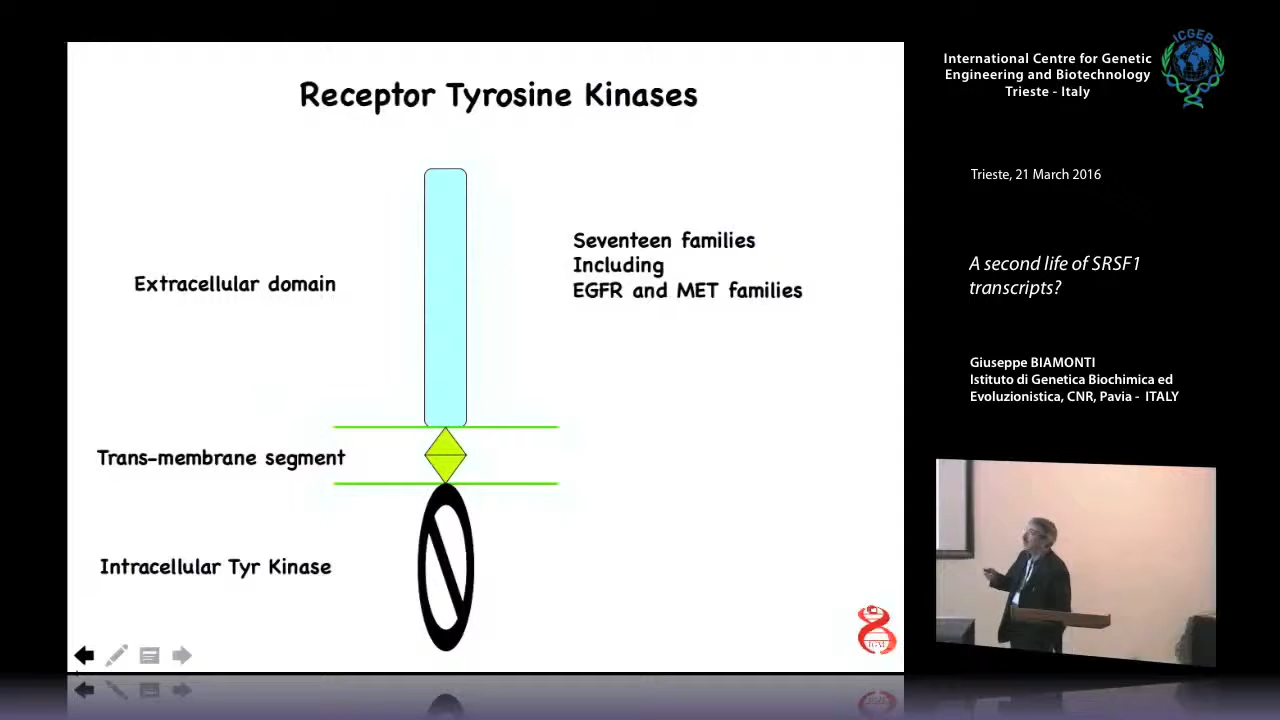 Receptor Tyrosine Kinases
Extracellular domain
Seventeen families
Including
EGFR and MET families
Trans-membrane segment
Intracellular Tyr Kinase
International Centre for Genetic
Engineering and Biotechnology
Trieste - Italy
ICGEB
Trieste, 21 March 2016
A second life of SRSF1
transcripts?
Giuseppe BIAMONTI
Istituto di Genetica Biochimica ed
Evoluzionistica, CNR, Pavia - ITALY